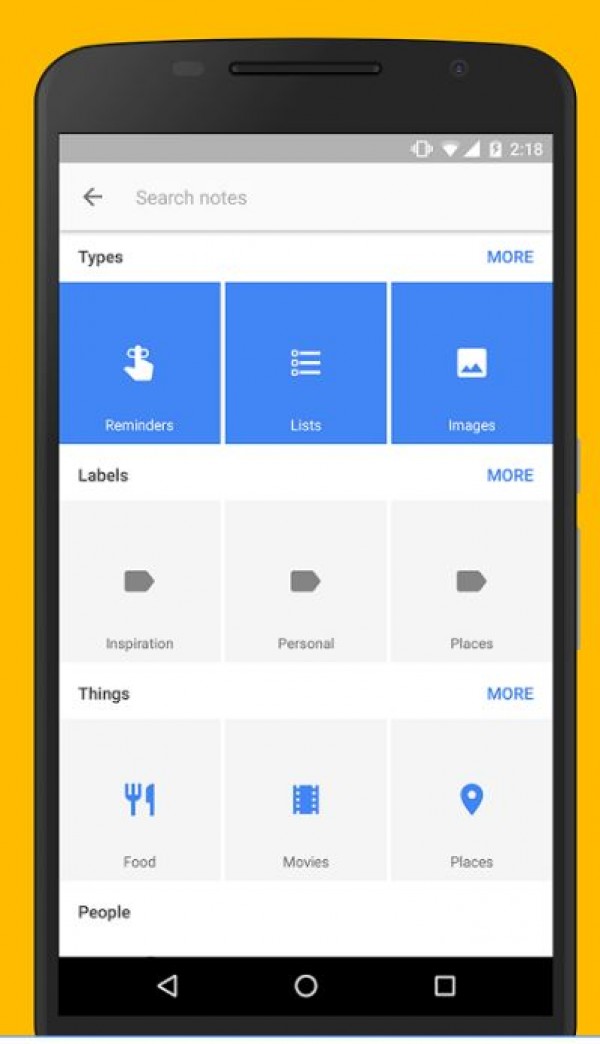 2:18
Search notes
Types MORE
Reminders Lists Images
Labels MORE
Inspiration Personal Places
Things MORE
Food Movies Places
People